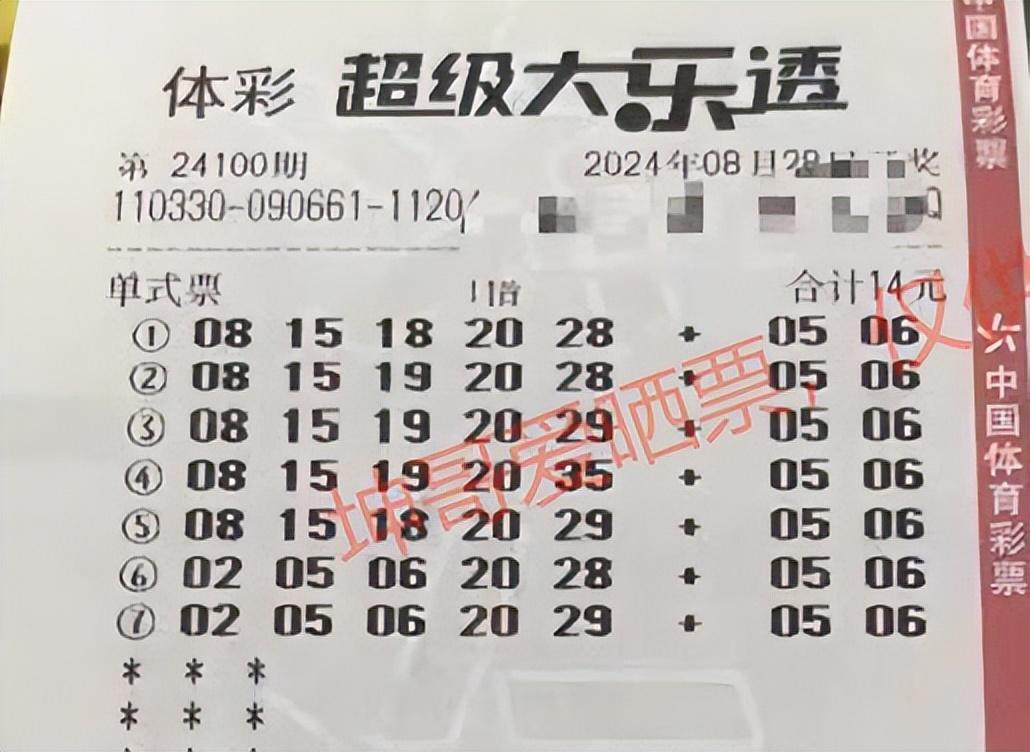 体彩 超级大乐透
第 24100期 2024年08月28日开奖
110330-090661-1120
单式票 1倍 合计14元
① 08 15 18 20 28 + 05 06
② 08 15 19 20 28 + 05 06
③ 08 15 19 20 29 + 05 06
④ 08 15 19 20 35 + 05 06
⑤ 08 15 18 20 29 + 05 06
⑥ 02 05 06 20 28 + 05 06
⑦ 02 05 06 20 29 + 05 06
* * *
* * *
坤哥爱晒票,仅供
中国体育彩票
中国体育彩票